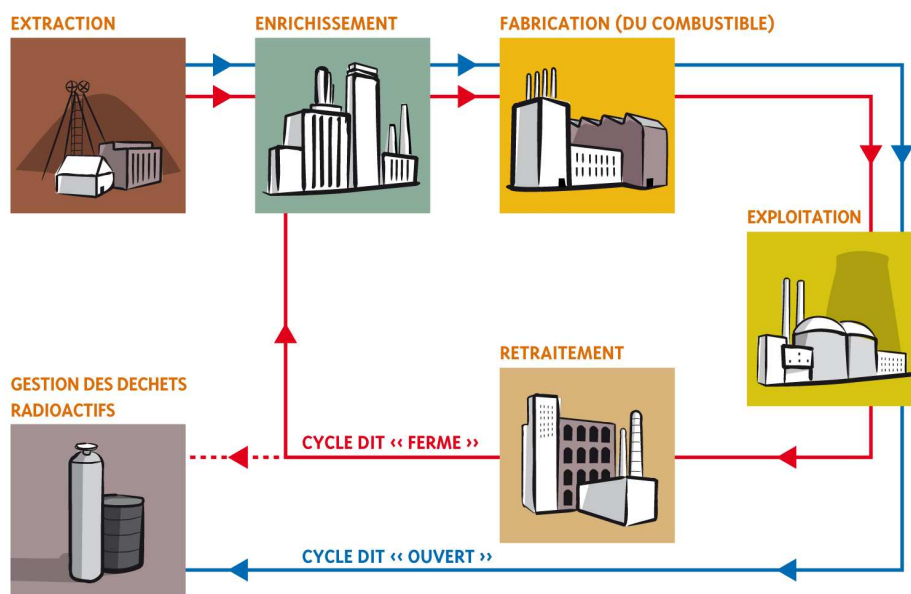 EXTRACTION
ENRICHISSEMENT
FABRICATION (DU COMBUSTIBLE)
EXPLOITATION
RETRAITEMENT
GESTION DES DECHETS
RADIOACTIFS
CYCLE DIT << FERME >>
CYCLE DIT << OUVERT >>